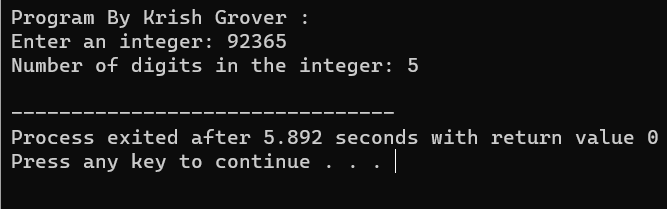 Program By Krish Grover :
Enter an integer: 92365
Number of digits in the integer: 5
--------------------------------
Process exited after 5.892 seconds with return value 0
Press any key to continue . . .